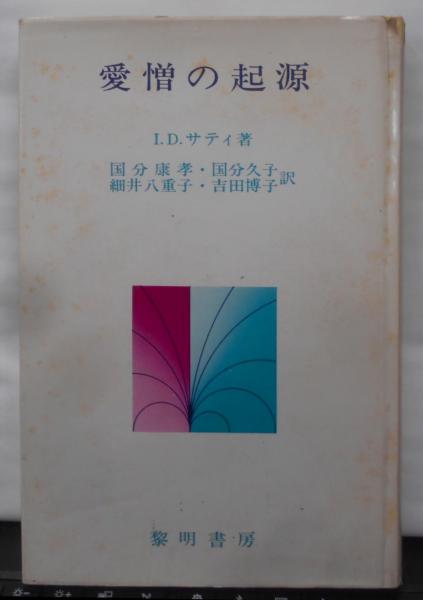 愛憎の起源
I.D.サティ著
国分康孝・国分久子
細井八重子・吉田博子 訳
黎明書房